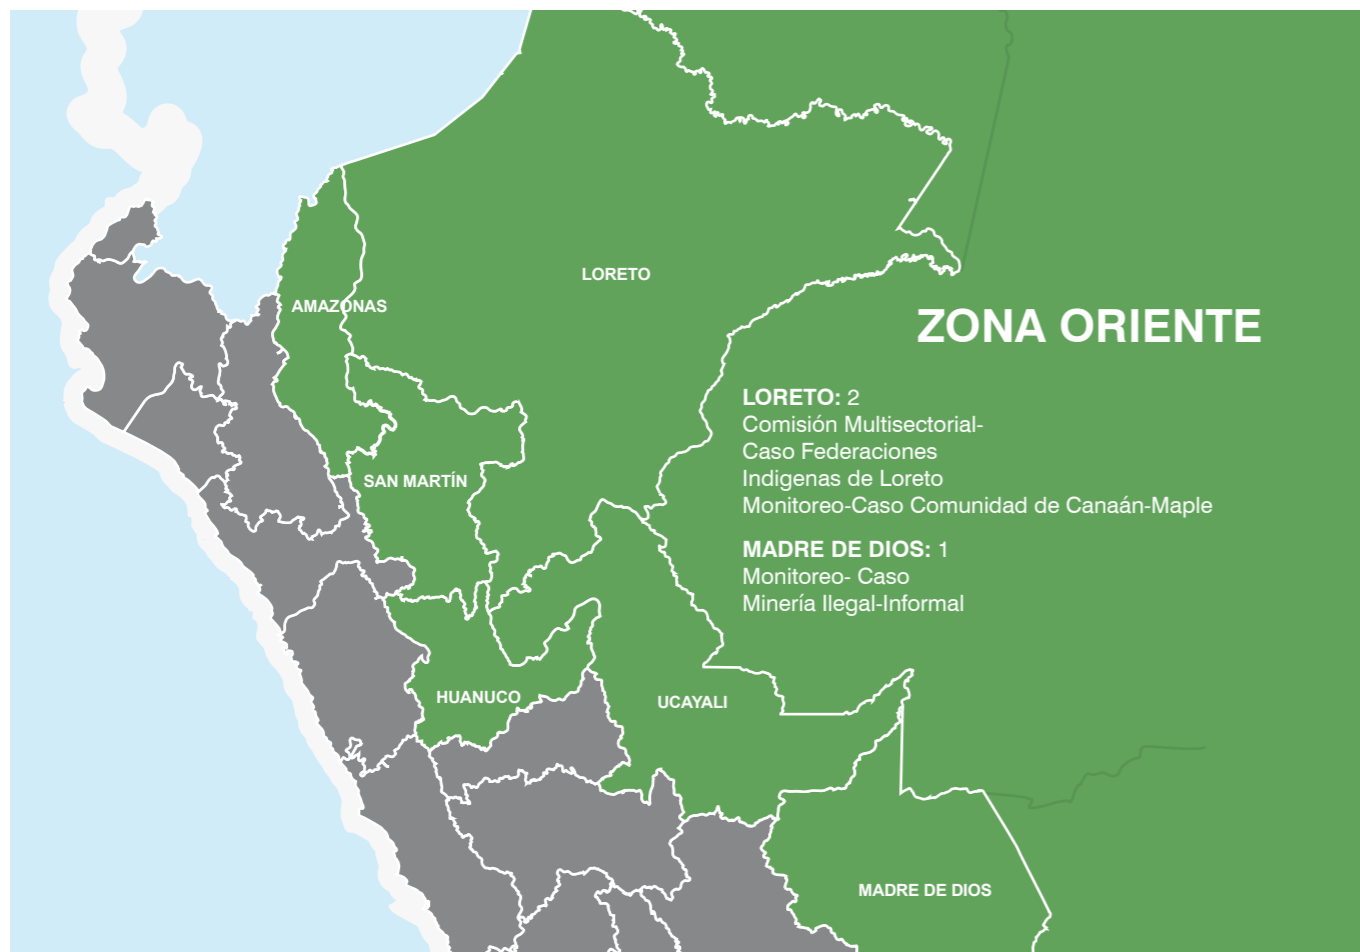 LORETO
AMAZONAS
ZONA ORIENTE
LORETO: 2
Comisión Multisectorial-
Caso Federaciones
Indigenas de Loreto
Monitoreo-Caso Comunidad de Canaán-Maple
SAN MARTÍN
MADRE DE DIOS: 1
Monitoreo- Caso
Minería Ilegal-Informal
HUANUCO
UCAYALI
MADRE DE DIOS